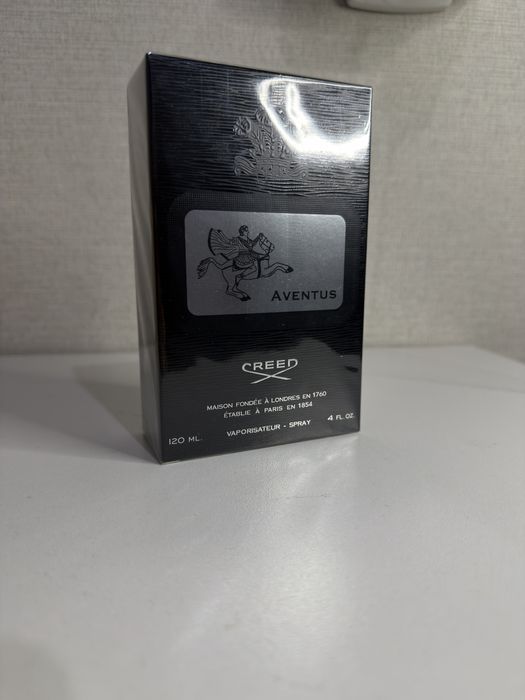 AVENTUS
CREED
MAISON FONDÉE À LONDRES EN 1760
ÉTABLIE À PARIS EN 1854
120 ML.
VAPORISATEUR - SPRAY
4 FL. OZ.